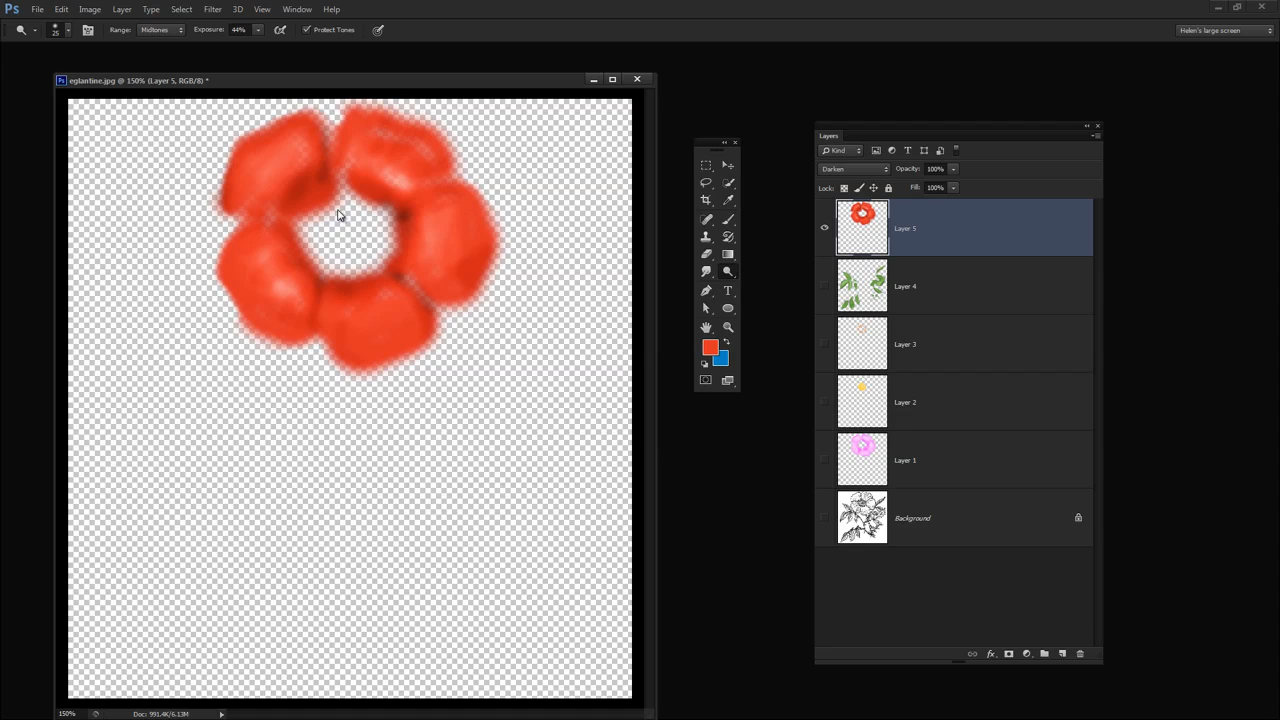 Ps File Edit Image Layer Type Select Filter 3D View Window Help
25 Range: Midtones Exposure: 44% Protect Tones Helen's large screen
eglantine.jpg @ 150% (Layer 5, RGB/8) *
Layers
Kind
Darken Opacity: 100%
Lock: Fill: 100%
Layer 5
Layer 4
Layer 3
Layer 2
Layer 1
Background
150% Doc: 991.4K/6.13M